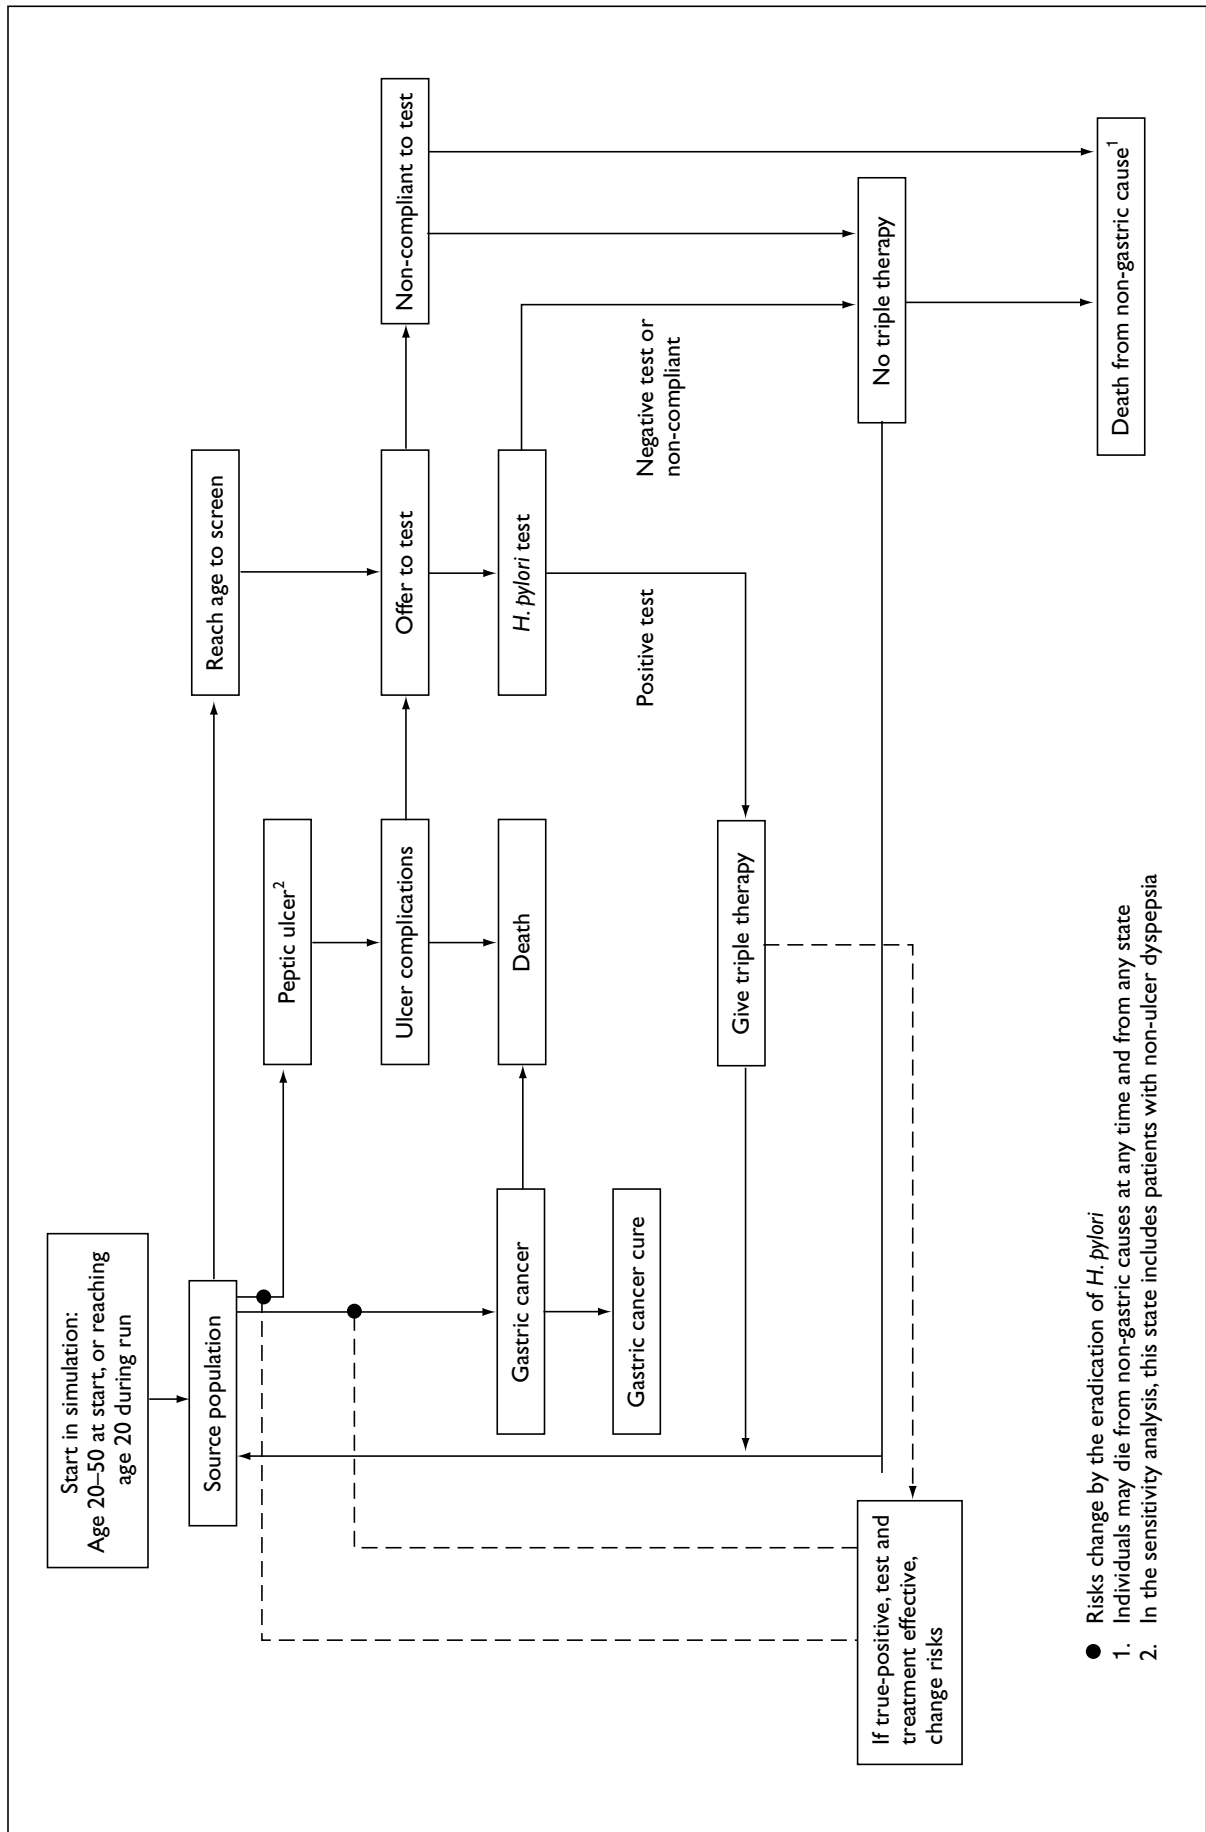 Start in simulation:
Age 20–50 at start, or reaching
age 20 during run
Source population
Reach age to screen
Peptic ulcer2
Ulcer complications
Offer to test
Non-compliant to test
Gastric cancer
Death
H. pylori test
Gastric cancer cure
Positive test
Negative test or
non-compliant
Give triple therapy
No triple therapy
If true-positive, test and
treatment effective,
change risks
Death from non-gastric cause1
● Risks change by the eradication of H. pylori
1. Individuals may die from non-gastric causes at any time and from any state
2. In the sensitivity analysis, this state includes patients with non-ulcer dyspepsia